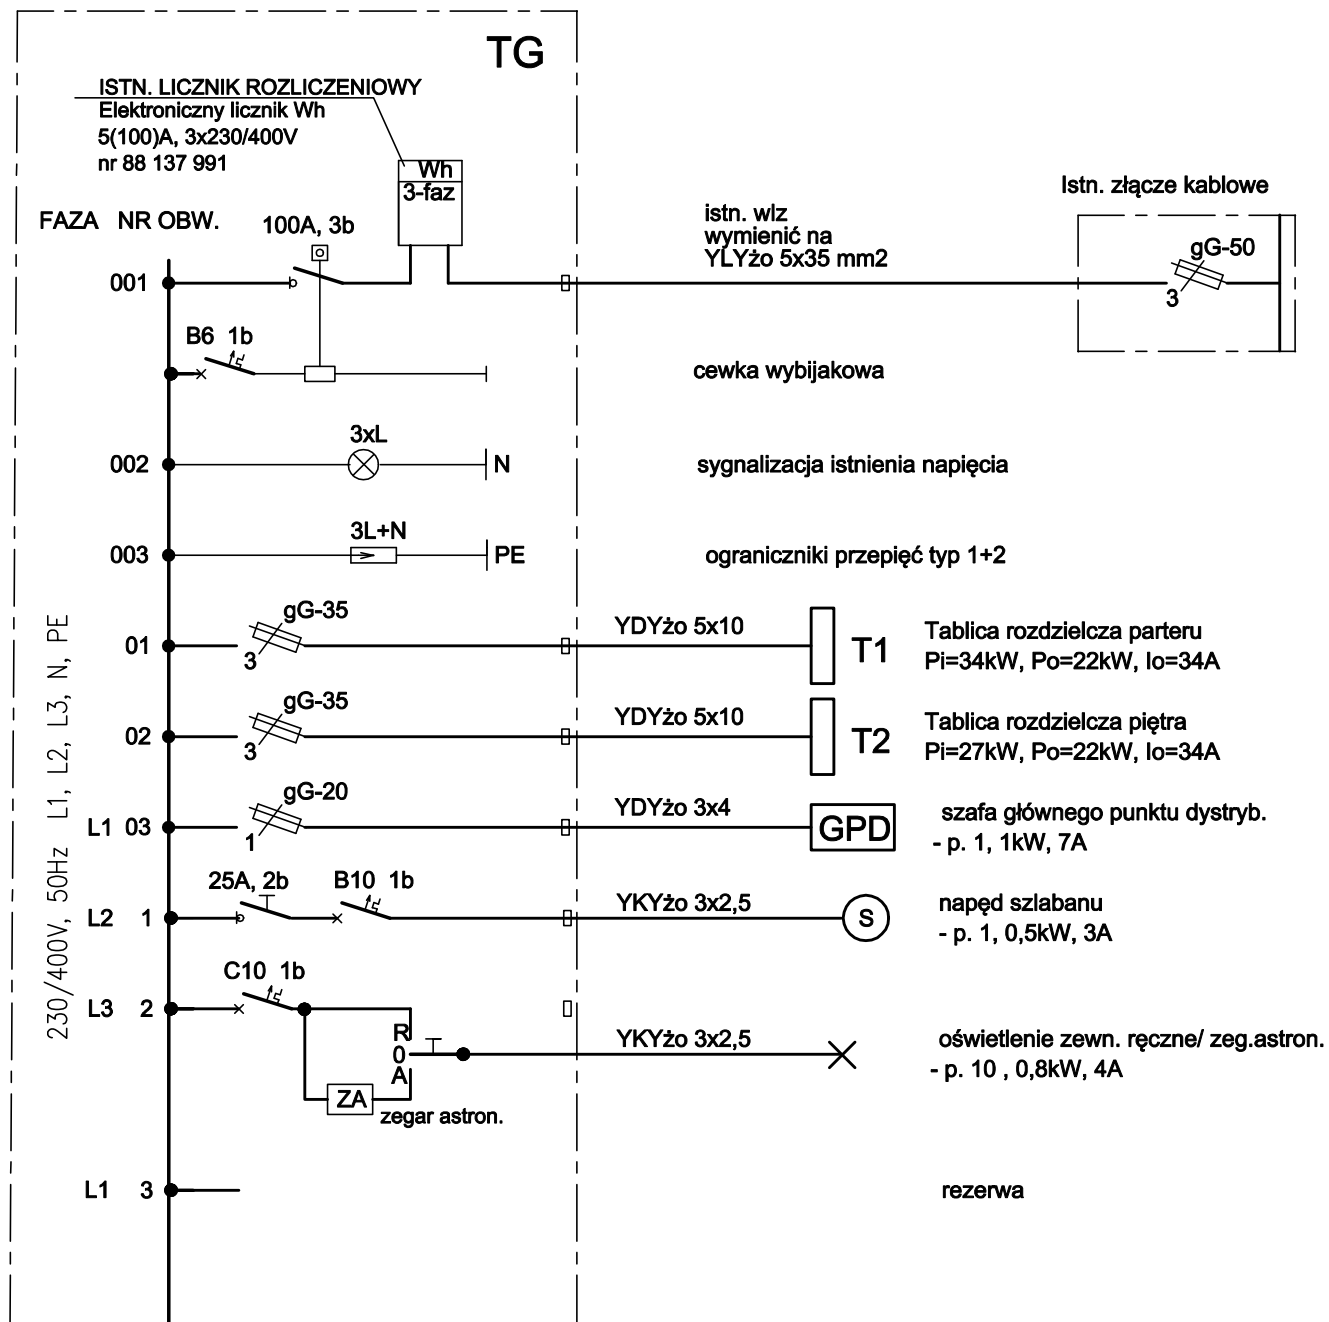 TG
ISTN. LICZNIK ROZLICZENIOWY
Elektroniczny licznik Wh
5(100)A, 3x230/400V
nr 88 137 991
Wh
3-faz
Istn. złącze kablowe
FAZA NR OBW.
100A, 3b
istn. wlz
wymienić na
YLYżo 5x35 mm2
gG-50
3
001
B6 1b
cewka wybijakowa
3xL
002
N
sygnalizacja istnienia napięcia
3L+N
003
PE
ograniczniki przepięć typ 1+2
gG-35
01
3
YDYżo 5x10
T1
Tablica rozdzielcza parteru
Pi=34kW, Po=22kW, Io=34A
gG-35
02
3
YDYżo 5x10
T2
Tablica rozdzielcza piętra
Pi=27kW, Po=22kW, Io=34A
gG-20
L1 03
1
YDYżo 3x4
GPD
szafa głównego punktu dystryb.
- p. 1, 1kW, 7A
25A, 2b
B10 1b
L2 1
YKYżo 3x2,5
S
napęd szlabanu
- p. 1, 0,5kW, 3A
C10 1b
L3 2
R
0
A
YKYżo 3x2,5
oświetlenie zewn. ręczne/ zeg.astron.
- p. 10 , 0,8kW, 4A
ZA
zegar astron.
L1 3
rezerwa
230/400V, 50Hz L1, L2, L3, N, PE